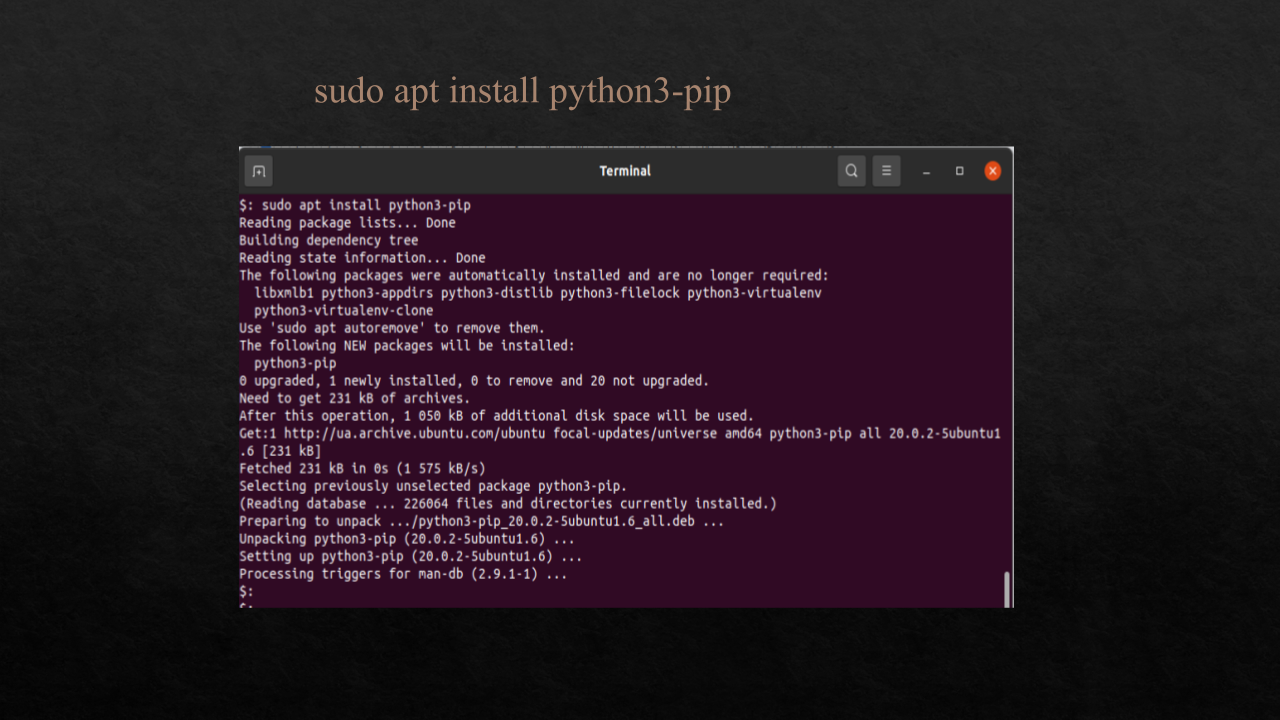 sudo apt install python3-pip
Terminal
$: sudo apt install python3-pip
Reading package lists... Done
Building dependency tree
Reading state information... Done
The following packages were automatically installed and are no longer required:
  libxmlb1 python3-appdirs python3-distlib python3-filelock python3-virtualenv
  python3-virtualenv-clone
Use 'sudo apt autoremove' to remove them.
The following NEW packages will be installed:
  python3-pip
0 upgraded, 1 newly installed, 0 to remove and 20 not upgraded.
Need to get 231 kB of archives.
After this operation, 1 050 kB of additional disk space will be used.
Get:1 http://ua.archive.ubuntu.com/ubuntu focal-updates/universe amd64 python3-pip all 20.0.2-5ubuntu1
.6 [231 kB]
Fetched 231 kB in 0s (1 575 kB/s)
Selecting previously unselected package python3-pip.
(Reading database ... 226064 files and directories currently installed.)
Preparing to unpack .../python3-pip_20.0.2-5ubuntu1.6_all.deb ...
Unpacking python3-pip (20.0.2-5ubuntu1.6) ...
Setting up python3-pip (20.0.2-5ubuntu1.6) ...
Processing triggers for man-db (2.9.1-1) ...
$: